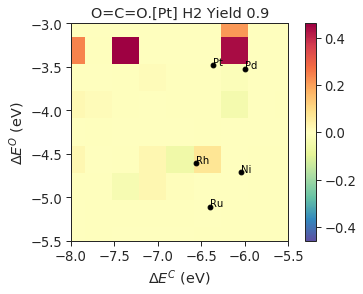 O=C=O.[Pt] H2 Yield 0.9
−3.0
−3.5
−4.0
−4.5
−5.0
−5.5
ΔE^O (eV)
Pt
Pd
Rh
Ni
Ru
−8.0 −7.5 −7.0 −6.5 −6.0 −5.5
ΔE^C (eV)
0.4
0.2
0.0
−0.2
−0.4